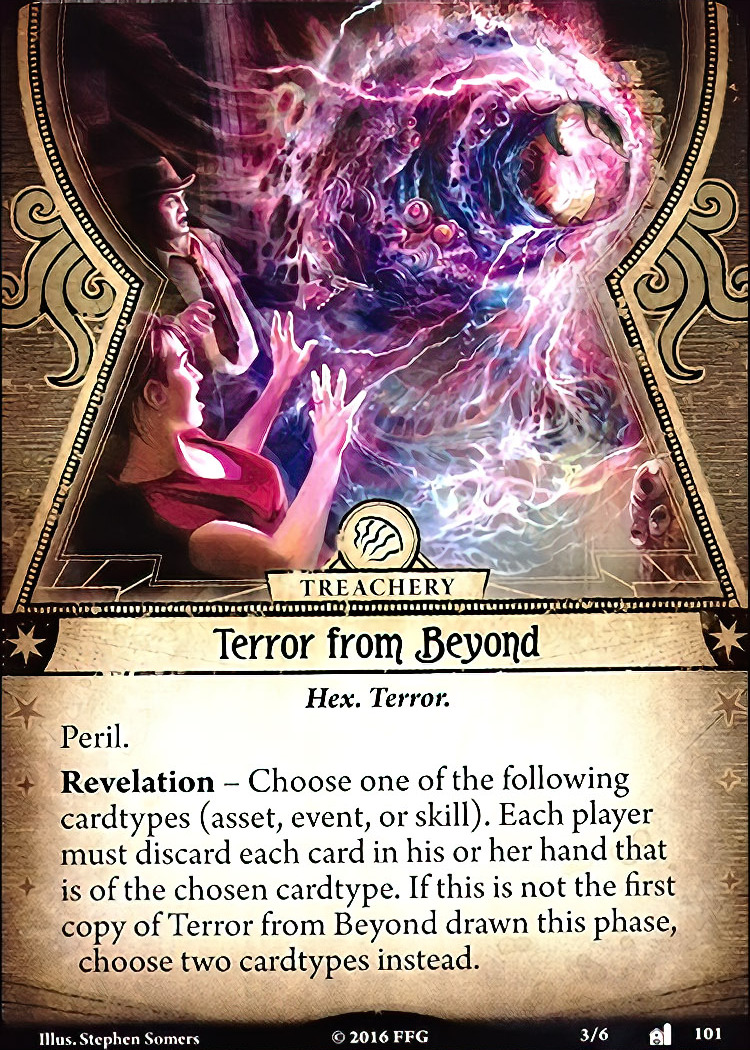 TREACHERY
Terror from Beyond
Hex. Terror.
Peril.
Revelation – Choose one of the following
cardtypes (asset, event, or skill). Each player
must discard each card in his or her hand that
is of the chosen cardtype. If this is not the first
copy of Terror from Beyond drawn this phase,
choose two cardtypes instead.
Illus. Stephen Somers © 2016 FFG 3/6 101